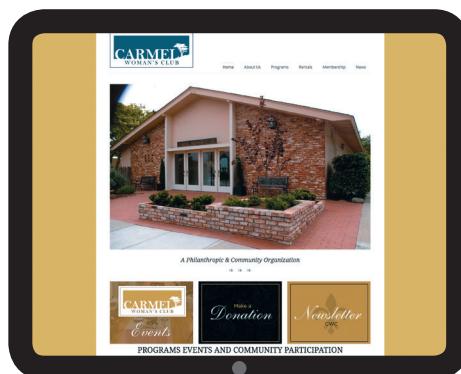 CARMEL
WOMAN'S CLUB
Home About Us Programs Rentals Membership News
A Philanthropic & Community Organization
CARMEL
WOMAN'S CLUB
Events
Make a
Donation
Newsletter
CWC
PROGRAMS EVENTS AND COMMUNITY PARTICIPATION